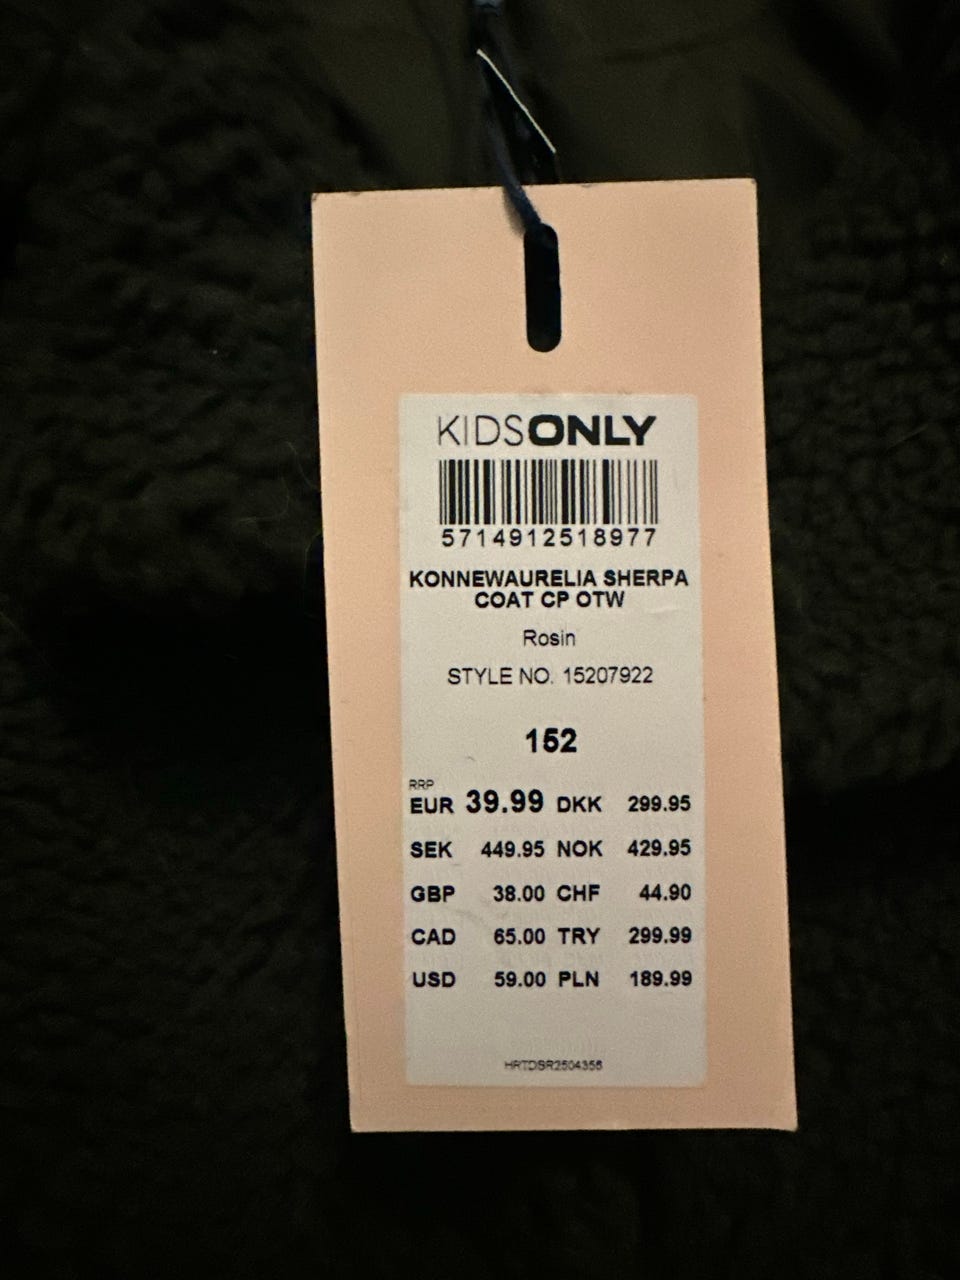 KIDSONLY
5714912518977
KONNEWAURELIA SHERPA
COAT CP OTW
Rosin
STYLE NO. 15207922
152
RRP
EUR 39.99 DKK 299.95
SEK 449.95 NOK 429.95
GBP 38.00 CHF 44.90
CAD 65.00 TRY 299.99
USD 59.00 PLN 189.99
HRTDSR2504356